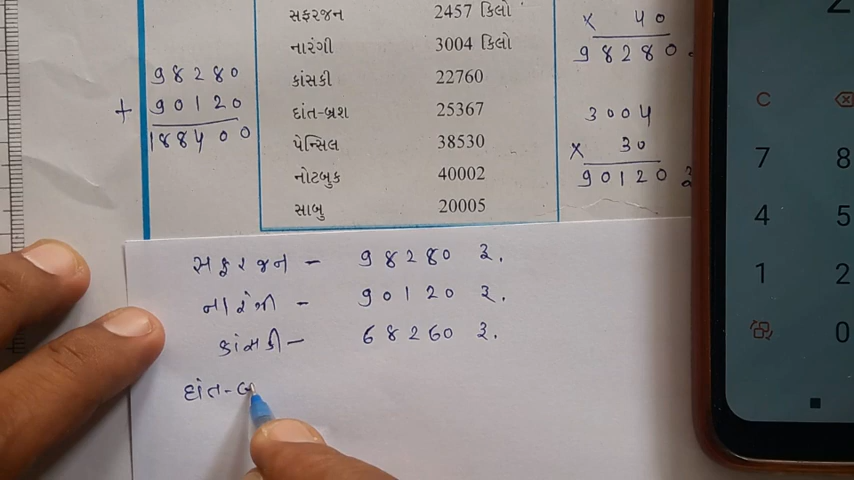 સફરજન 2457 કિલો
નારંગી 3004 કિલો
કાંસકી 22760
દાંત-બ્રશ 25367
પેન્સિલ 38530
નોટબુક 40002
સાબુ 20005
98280
+ 90120
188400
x 40
98280
3004
x 30
90120 રૂ
સફરજન - 98280 રૂ.
નારંગી - 90120 રૂ.
કાંસકી - 68260 રૂ.
દાંત-બ્ર
C
7 8
4 5
1 2
0